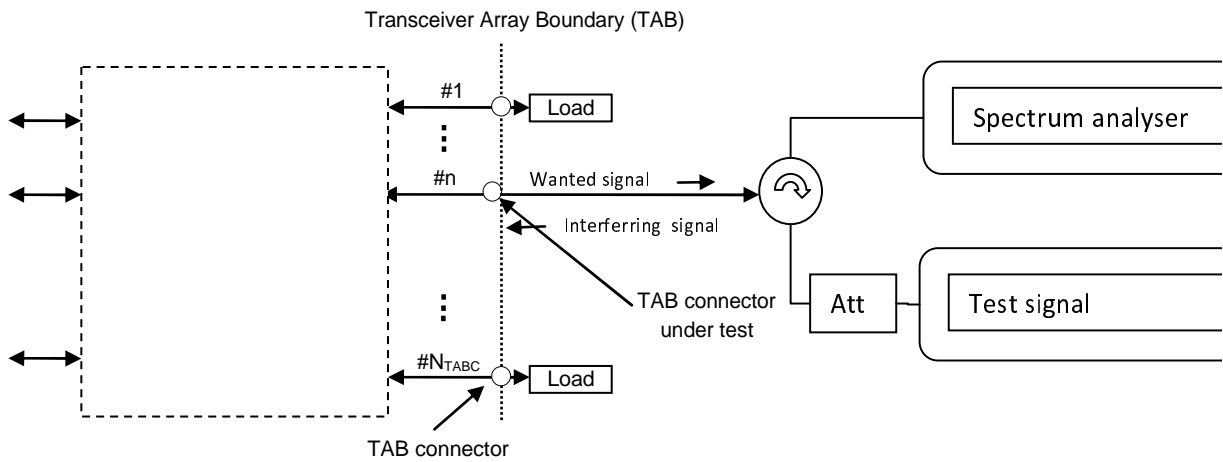 Transceiver Array Boundary (TAB)
#1
Load
Spectrum analyser
#n
Wanted signal
Interferring signal
TAB connector
under test
Att
Test signal
#NTABC
Load
TAB connector